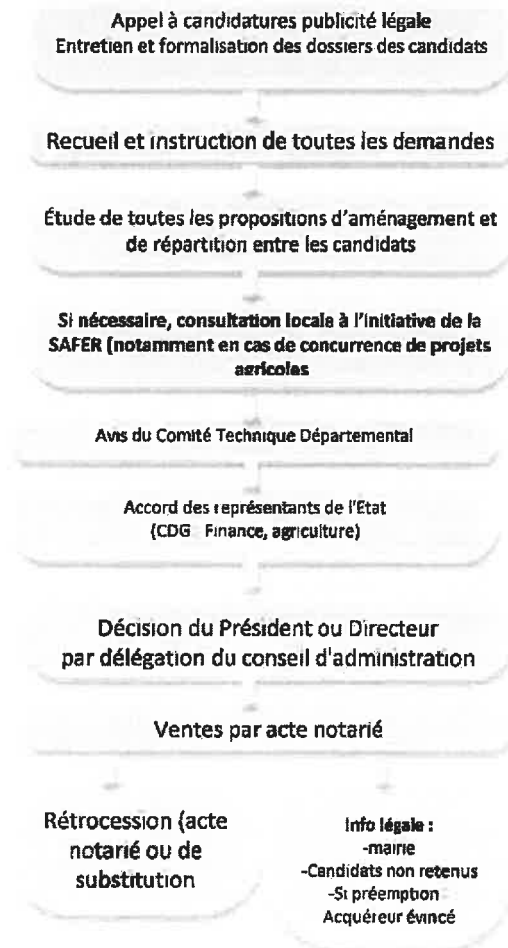 Appel à candidatures publicité légale
Entretien et formalisation des dossiers des candidats
Recueil et instruction de toutes les demandes
Étude de toutes les propositions d'aménagement et
de répartition entre les candidats
Si nécessaire, consultation locale à l'initiative de la
SAFER (notamment en cas de concurrence de projets
agricoles
Avis du Comité Technique Départemental
Accord des représentants de l'État
(CDG Finance, agriculture)
Décision du Président ou Directeur
par délégation du conseil d'administration
Ventes par acte notarié
Rétrocession (acte
notarié ou de
substitution
Info légale :
-mairie
-Candidats non retenus
-Si préemption
Acquéreur évincé